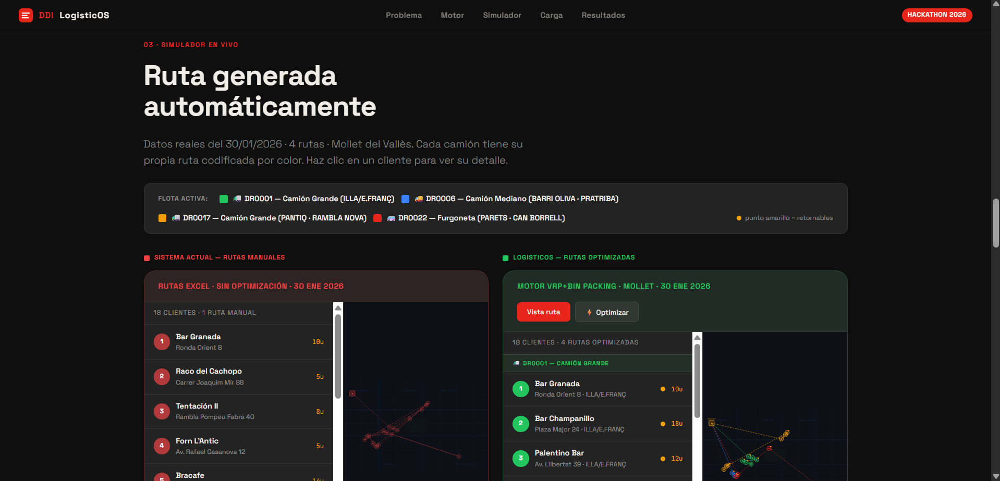 DDI LogisticOS
Problema
Motor
Simulador
Carga
Resultados
HACKATHON 2026
03 · SIMULADOR EN VIVO
Ruta generada
automáticamente
Datos reales del 30/01/2026 · 4 rutas · Mollet del Vallès. Cada camión tiene su
propia ruta codificada por color. Haz clic en un cliente para ver su detalle.
FLOTA ACTIVA:
DR0001 — Camión Grande (ILLA/E.FRANÇ)
DR0006 — Camión Mediano (BARRI OLIVA · PRATRIBA)
DR0017 — Camión Grande (PANTIQ · RAMBLA NOVA)
DR0022 — Furgoneta (PARETS · CAN BORRELL)
punto amarillo = retornables
SISTEMA ACTUAL — RUTAS MANUALES
RUTAS EXCEL · SIN OPTIMIZACIÓN · 30 ENE 2026
18 CLIENTES · 1 RUTA MANUAL
1
Bar Granada
Ronda Orient 8
10u
2
Raco del Cachopo
Carrer Joaquim Mir 88
5u
3
Tentación II
Rambla Pompeu Fabra 40
8u
4
Forn L'Antic
Av. Rafael Casanova 12
5u
5
Bracafe
14u
LOGISTICOS — RUTAS OPTIMIZADAS
MOTOR VRP+BIN PACKING · MOLLET · 30 ENE 2026
Vista ruta
Optimizar
18 CLIENTES · 4 RUTAS OPTIMIZADAS
DR0001 — CAMIÓN GRANDE
1
Bar Granada
Ronda Orient 8 · ILLA/E.FRANÇ
10u
2
Bar Champanillo
Plaza Major 24 · ILLA/E.FRANÇ
18u
3
Palentino Bar
Av. Llibertat 39 · ILLA/E.FRANÇ
12u